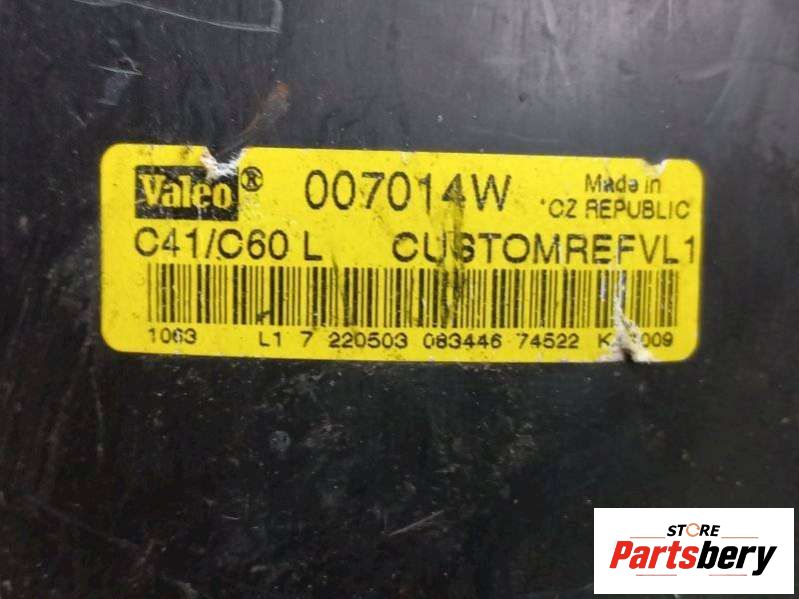 Valeo® 007014W Made in
CZ REPUBLIC
C41/C60 L CUSTOMREFVL1
1063 L1 7 220503 083446 74522
STORE
Partsbery